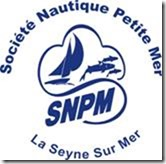 Société Nautique Petite Mer
SNPM
La Seyne Sur Mer